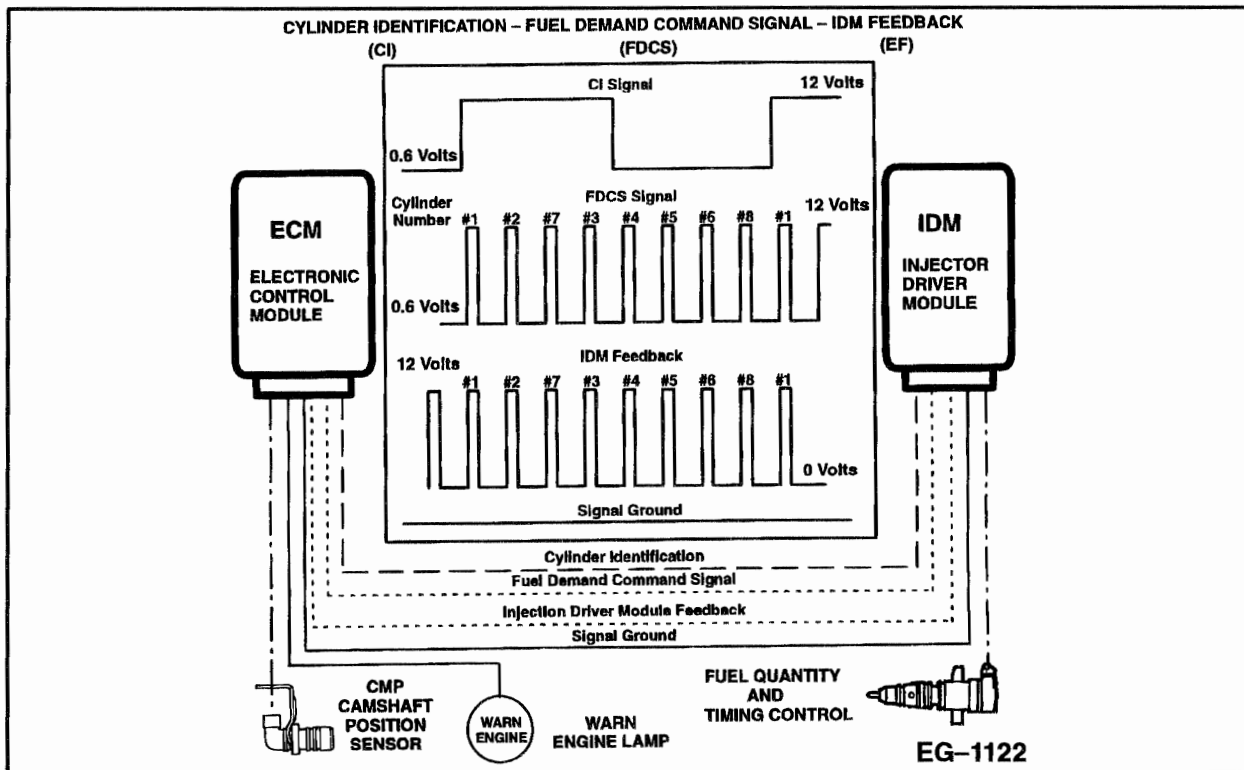 CYLINDER IDENTIFICATION – FUEL DEMAND COMMAND SIGNAL – IDM FEEDBACK
(CI) (FDCS) (EF)
CI Signal
12 Volts
0.6 Volts
FDCS Signal
Cylinder
Number
#1 #2 #7 #3 #4 #5 #6 #8 #1
12 Volts
0.6 Volts
IDM Feedback
12 Volts
#1 #2 #7 #3 #4 #5 #6 #8 #1
0 Volts
Signal Ground
ECM
ELECTRONIC
CONTROL
MODULE
IDM
INJECTOR
DRIVER
MODULE
Cylinder Identification
Fuel Demand Command Signal
Injection Driver Module Feedback
Signal Ground
CMP
CAMSHAFT
POSITION
SENSOR
WARN
ENGINE
WARN
ENGINE LAMP
FUEL QUANTITY
AND
TIMING CONTROL
EG–1122